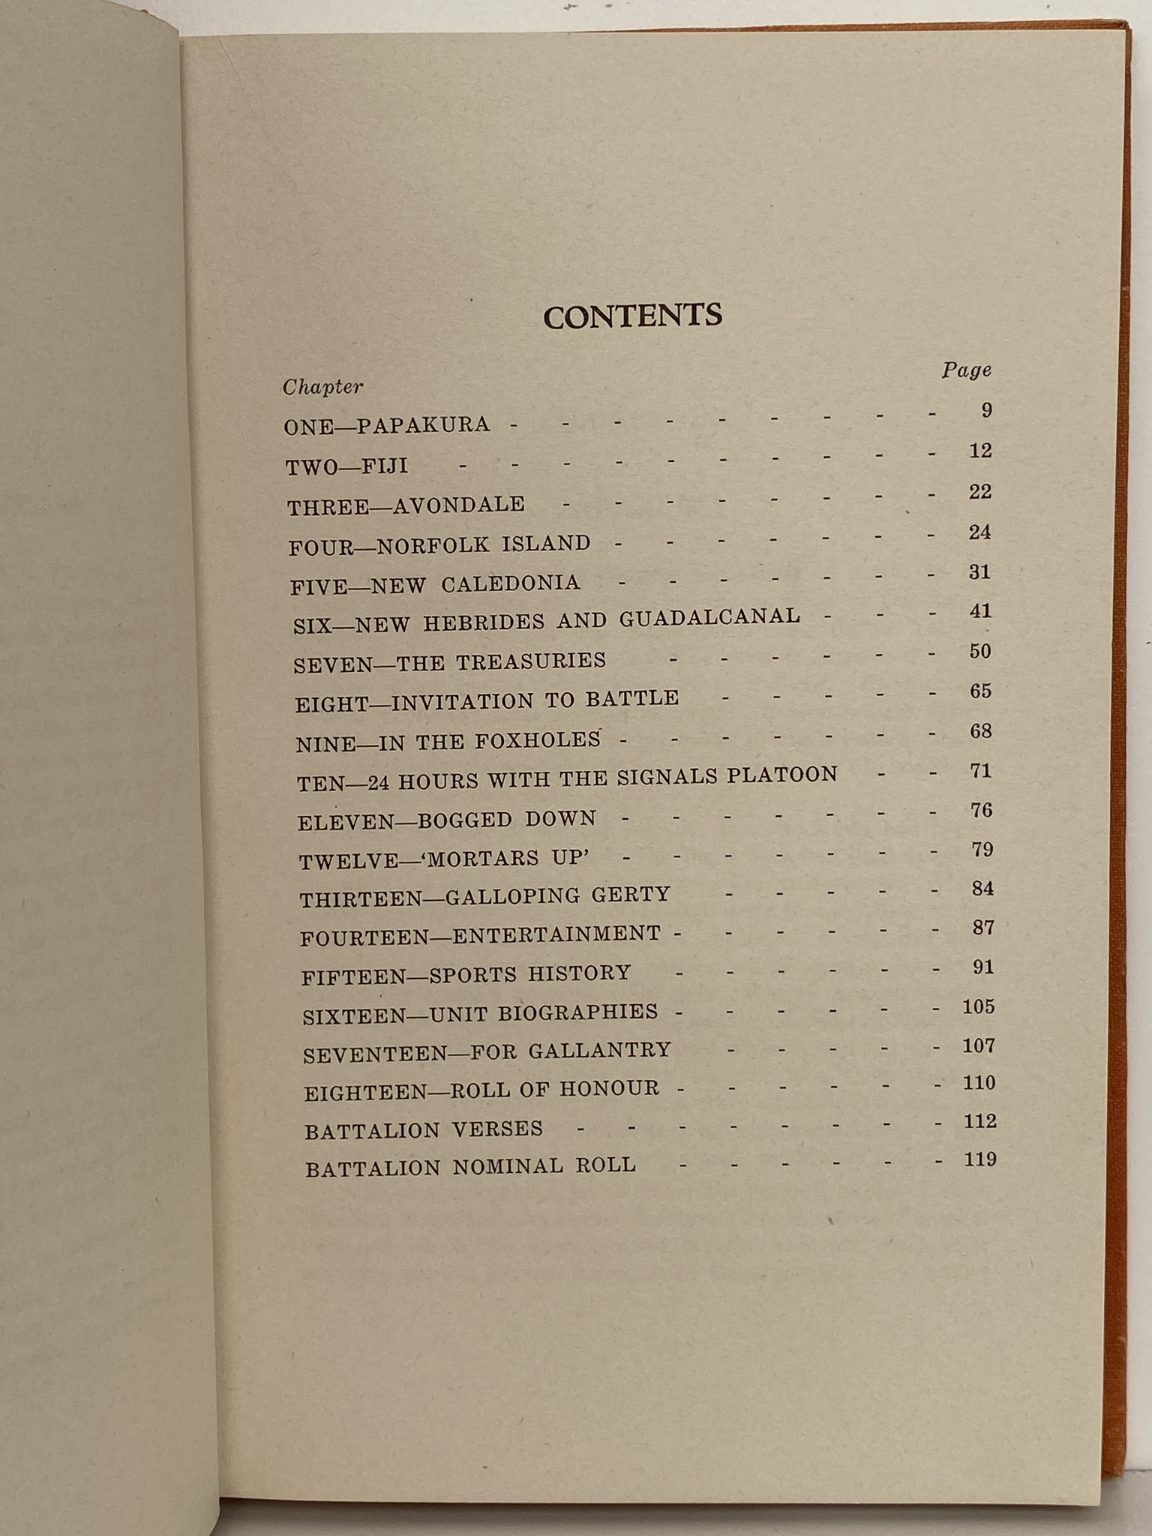 CONTENTS
Chapter Page
ONE—PAPAKURA - - - - - - - - - 9
TWO—FIJI - - - - - - - - - - 12
THREE—AVONDALE - - - - - - - - 22
FOUR—NORFOLK ISLAND - - - - - - - 24
FIVE—NEW CALEDONIA - - - - - - - 31
SIX—NEW HEBRIDES AND GUADALCANAL - - - 41
SEVEN—THE TREASURIES - - - - - - 50
EIGHT—INVITATION TO BATTLE - - - - - 65
NINE—IN THE FOXHOLES - - - - - - - 68
TEN—24 HOURS WITH THE SIGNALS PLATOON - - 71
ELEVEN—BOGGED DOWN - - - - - - - 76
TWELVE—‘MORTARS UP’ - - - - - - - 79
THIRTEEN—GALLOPING GERTY - - - - - 84
FOURTEEN—ENTERTAINMENT - - - - - - 87
FIFTEEN—SPORTS HISTORY - - - - - - 91
SIXTEEN—UNIT BIOGRAPHIES - - - - - - 105
SEVENTEEN—FOR GALLANTRY - - - - - 107
EIGHTEEN—ROLL OF HONOUR - - - - - - 110
BATTALION VERSES - - - - - - - - 112
BATTALION NOMINAL ROLL - - - - - - 119